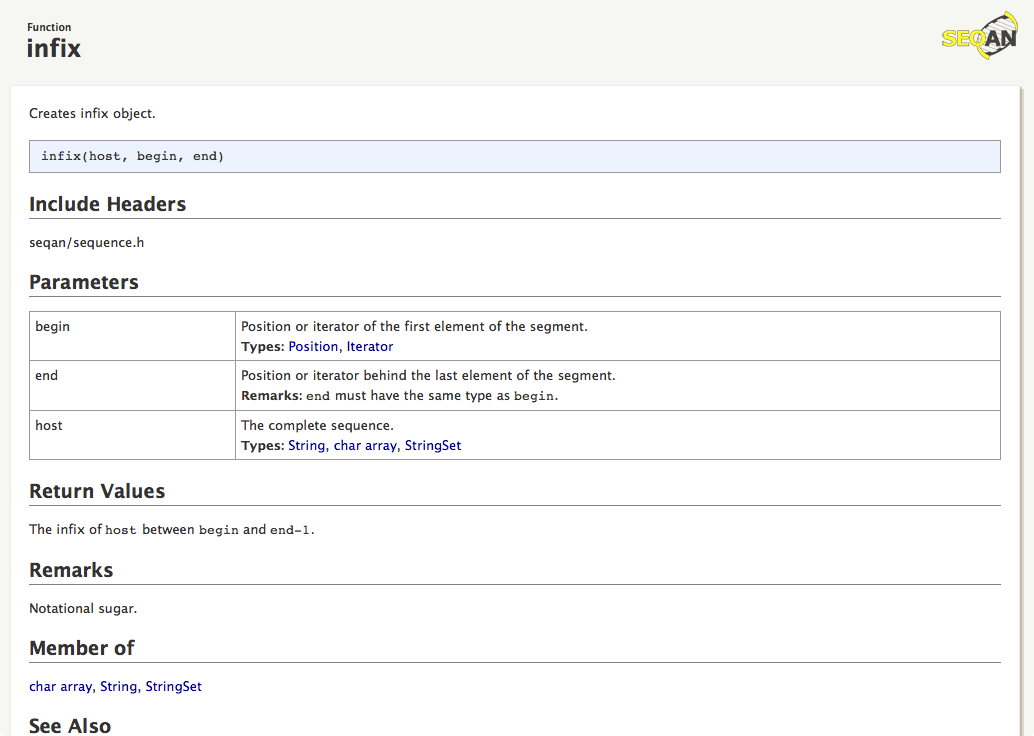 Function
infix
SEQAN
Creates infix object.
infix(host, begin, end)
Include Headers
seqan/sequence.h
Parameters
begin
Position or iterator of the first element of the segment.
Types: Position, Iterator
end
Position or iterator behind the last element of the segment.
Remarks: end must have the same type as begin.
host
The complete sequence.
Types: String, char array, StringSet
Return Values
The infix of host between begin and end-1.
Remarks
Notational sugar.
Member of
char array, String, StringSet
See Also